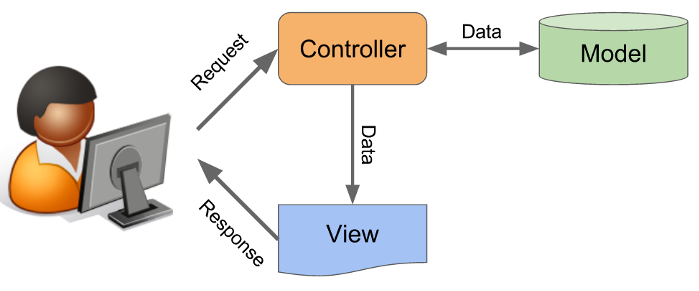 Request
Controller
Data
Model
Data
View
Response